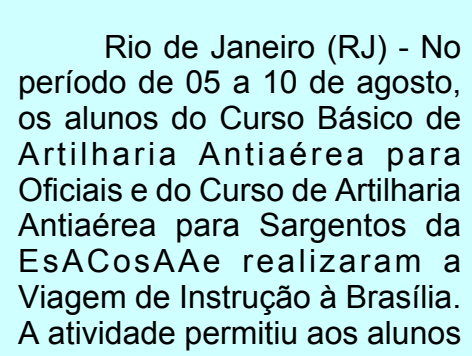 Rio de Janeiro (RJ) - No
período de 05 a 10 de agosto,
os alunos do Curso Básico de
Artilharia Antiaérea para
Oficiais e do Curso de Artilharia
Antiaérea para Sargentos da
EsACosAAe realizaram a
Viagem de Instrução à Brasília.
A atividade permitiu aos alunos